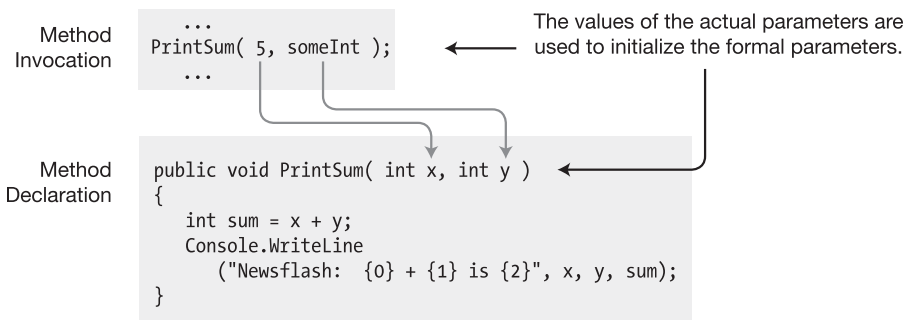 Method
Invocation
...
PrintSum( 5, someInt );
...
The values of the actual parameters are
used to initialize the formal parameters.
Method
Declaration
public void PrintSum( int x, int y )
{
   int sum = x + y;
   Console.WriteLine
      ("Newsflash:  {0} + {1} is {2}", x, y, sum);
}